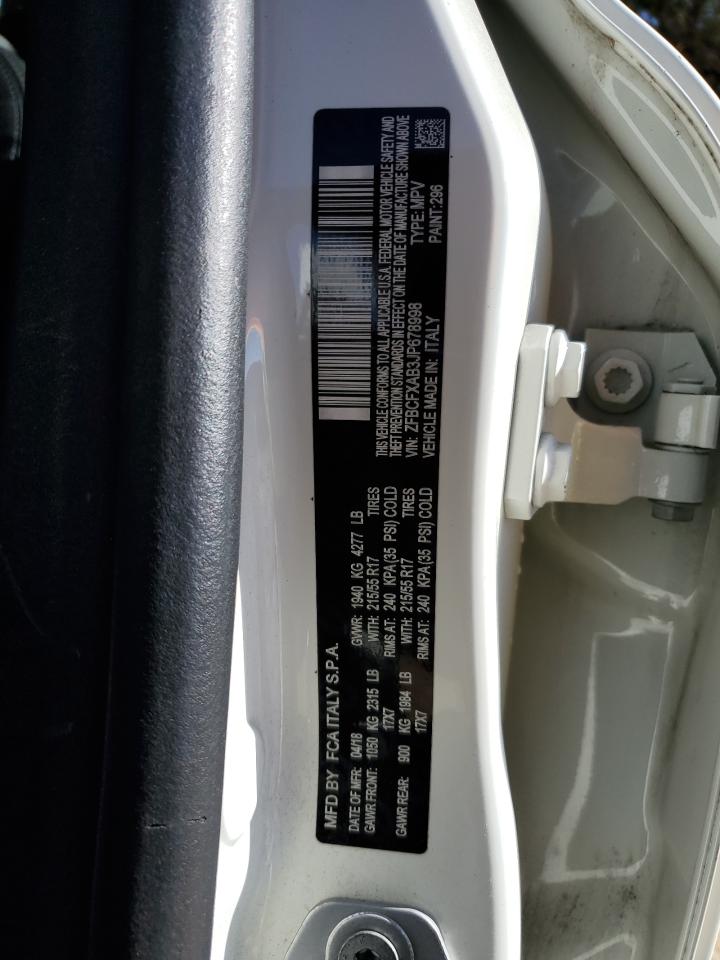 MFD BY FCA ITALY S.P.A.
DATE OF MFR: 04/18 GVWR: 1940 KG 4277 LB
GAWR FRONT: 1050 KG 2315 LB WITH: 215/55 R17 TIRES
17X7 RIMS AT: 240 KPA(35 PSI) COLD
GAWR REAR: 900 KG 1984 LB WITH: 215/55 R17 TIRES
17X7 RIMS AT: 240 KPA(35 PSI) COLD
THIS VEHICLE CONFORMS TO ALL APPLICABLE U.S.A. FEDERAL MOTOR VEHICLE SAFETY AND
THEFT PREVENTION STANDARDS IN EFFECT ON THE DATE OF MANUFACTURE SHOWN ABOVE
VIN: ZFBCFXAB3JP678998 TYPE: MPV
VEHICLE MADE IN: ITALY PAINT: 296